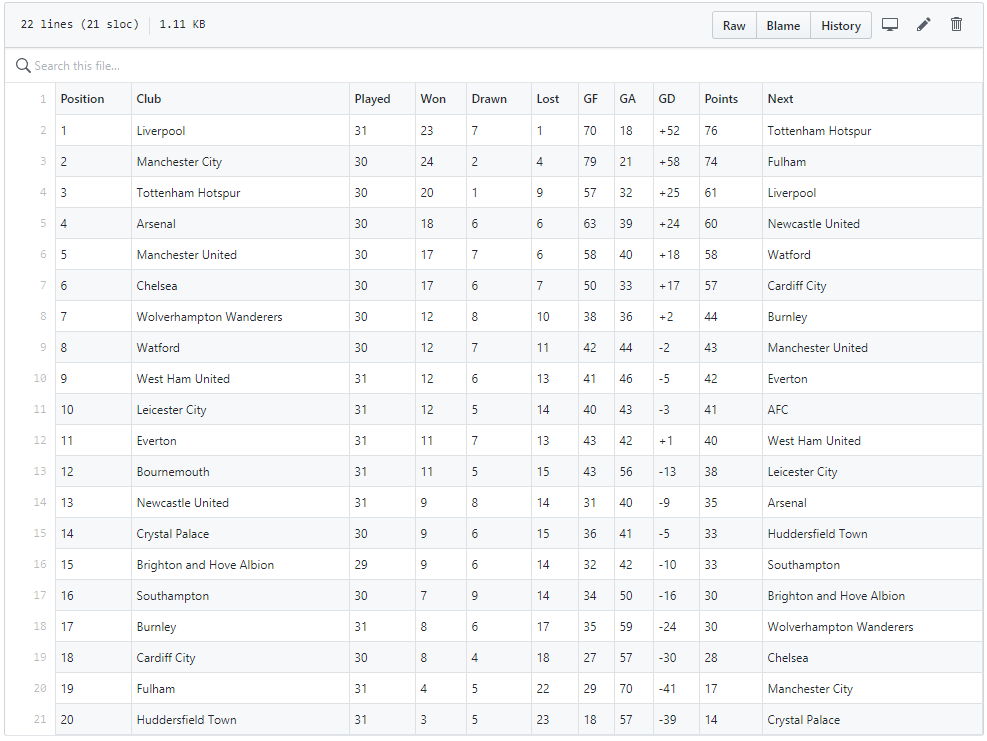 22 lines (21 sloc) 1.11 KB Raw Blame History
Search this file...
1 Position Club Played Won Drawn Lost GF GA GD Points Next
2 1 Liverpool 31 23 7 1 70 18 +52 76 Tottenham Hotspur
3 2 Manchester City 30 24 2 4 79 21 +58 74 Fulham
4 3 Tottenham Hotspur 30 20 1 9 57 32 +25 61 Liverpool
5 4 Arsenal 30 18 6 6 63 39 +24 60 Newcastle United
6 5 Manchester United 30 17 7 6 58 40 +18 58 Watford
7 6 Chelsea 30 17 6 7 50 33 +17 57 Cardiff City
8 7 Wolverhampton Wanderers 30 12 8 10 38 36 +2 44 Burnley
9 8 Watford 30 12 7 11 42 44 -2 43 Manchester United
10 9 West Ham United 31 12 6 13 41 46 -5 42 Everton
11 10 Leicester City 31 12 5 14 40 43 -3 41 AFC
12 11 Everton 31 11 7 13 43 42 +1 40 West Ham United
13 12 Bournemouth 31 11 5 15 43 56 -13 38 Leicester City
14 13 Newcastle United 31 9 8 14 31 40 -9 35 Arsenal
15 14 Crystal Palace 30 9 6 15 36 41 -5 33 Huddersfield Town
16 15 Brighton and Hove Albion 29 9 6 14 32 42 -10 33 Southampton
17 16 Southampton 30 7 9 14 34 50 -16 30 Brighton and Hove Albion
18 17 Burnley 31 8 6 17 35 59 -24 30 Wolverhampton Wanderers
19 18 Cardiff City 30 8 4 18 27 57 -30 28 Chelsea
20 19 Fulham 31 4 5 22 29 70 -41 17 Manchester City
21 20 Huddersfield Town 31 3 5 23 18 57 -39 14 Crystal Palace